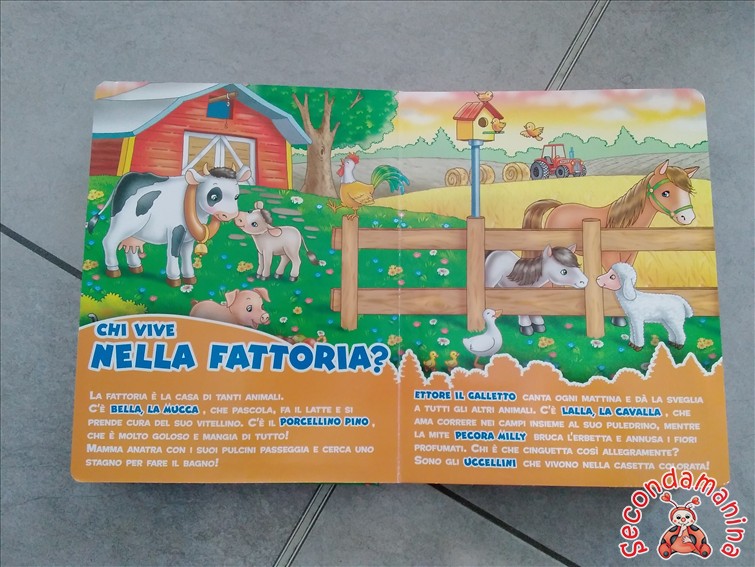 CHI VIVE
NELLA FATTORIA?
LA FATTORIA È LA CASA DI TANTI ANIMALI.
C'È BELLA, LA MUCCA, CHE PASCOLA, FA IL LATTE E SI
PRENDE CURA DEL SUO VITELLINO. C'È IL PORCELLINO PINO,
CHE È MOLTO GOLOSO E MANGIA DI TUTTO!
MAMMA ANATRA CON I SUOI PULCINI PASSEGGIA E CERCA UNO
STAGNO PER FARE IL BAGNO!
ETTORE IL GALLETTO CANTA OGNI MATTINA E DÀ LA SVEGLIA
A TUTTI GLI ALTRI ANIMALI. C'È LALLA, LA CAVALLA, CHE
AMA CORRERE NEI CAMPI INSIEME AL SUO PULEDRINO, MENTRE
LA MITE PECORA MILLY BRUCA L'ERBETTA E ANNUSA I FIORI
PROFUMATI. CHI È CHE CINGUETTA COSÌ ALLEGRAMENTE?
SONO GLI UCCELLINI CHE VIVONO NELLA CASETTA COLORATA!
secondamanina